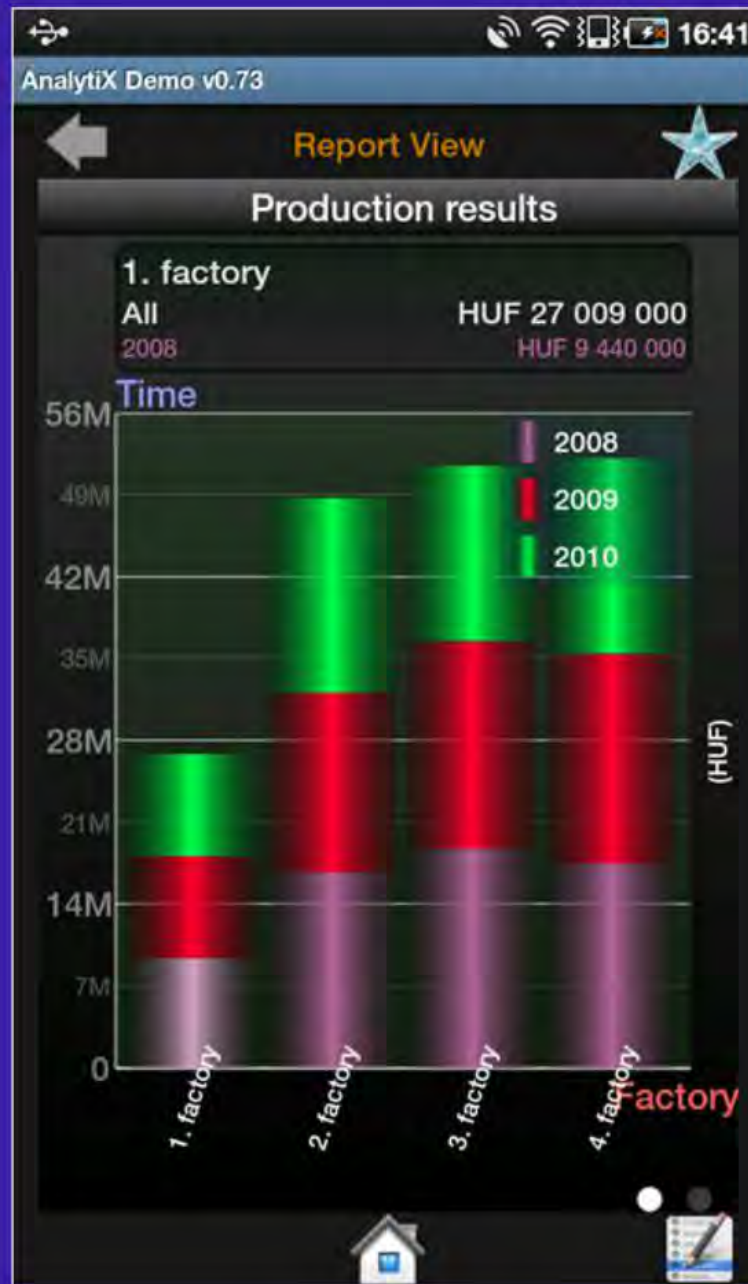 16:41
AnalytiX Demo v0.73
Report View
Production results
1. factory
All HUF 27 009 000
2008 HUF 9 440 000
Time
56M
49M
42M
35M
28M
21M
14M
7M
0
2008
2009
2010
(HUF)
1. factory
2. factory
3. factory
4. factory
Factory